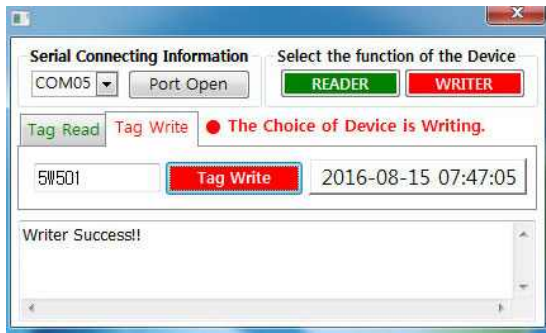 Serial Connecting Information
Select the function of the Device
COM05 Port Open READER WRITER
Tag Read Tag Write ● The Choice of Device is Writing.
5W501 Tag Write 2016-08-15 07:47:05
Writer Success!!